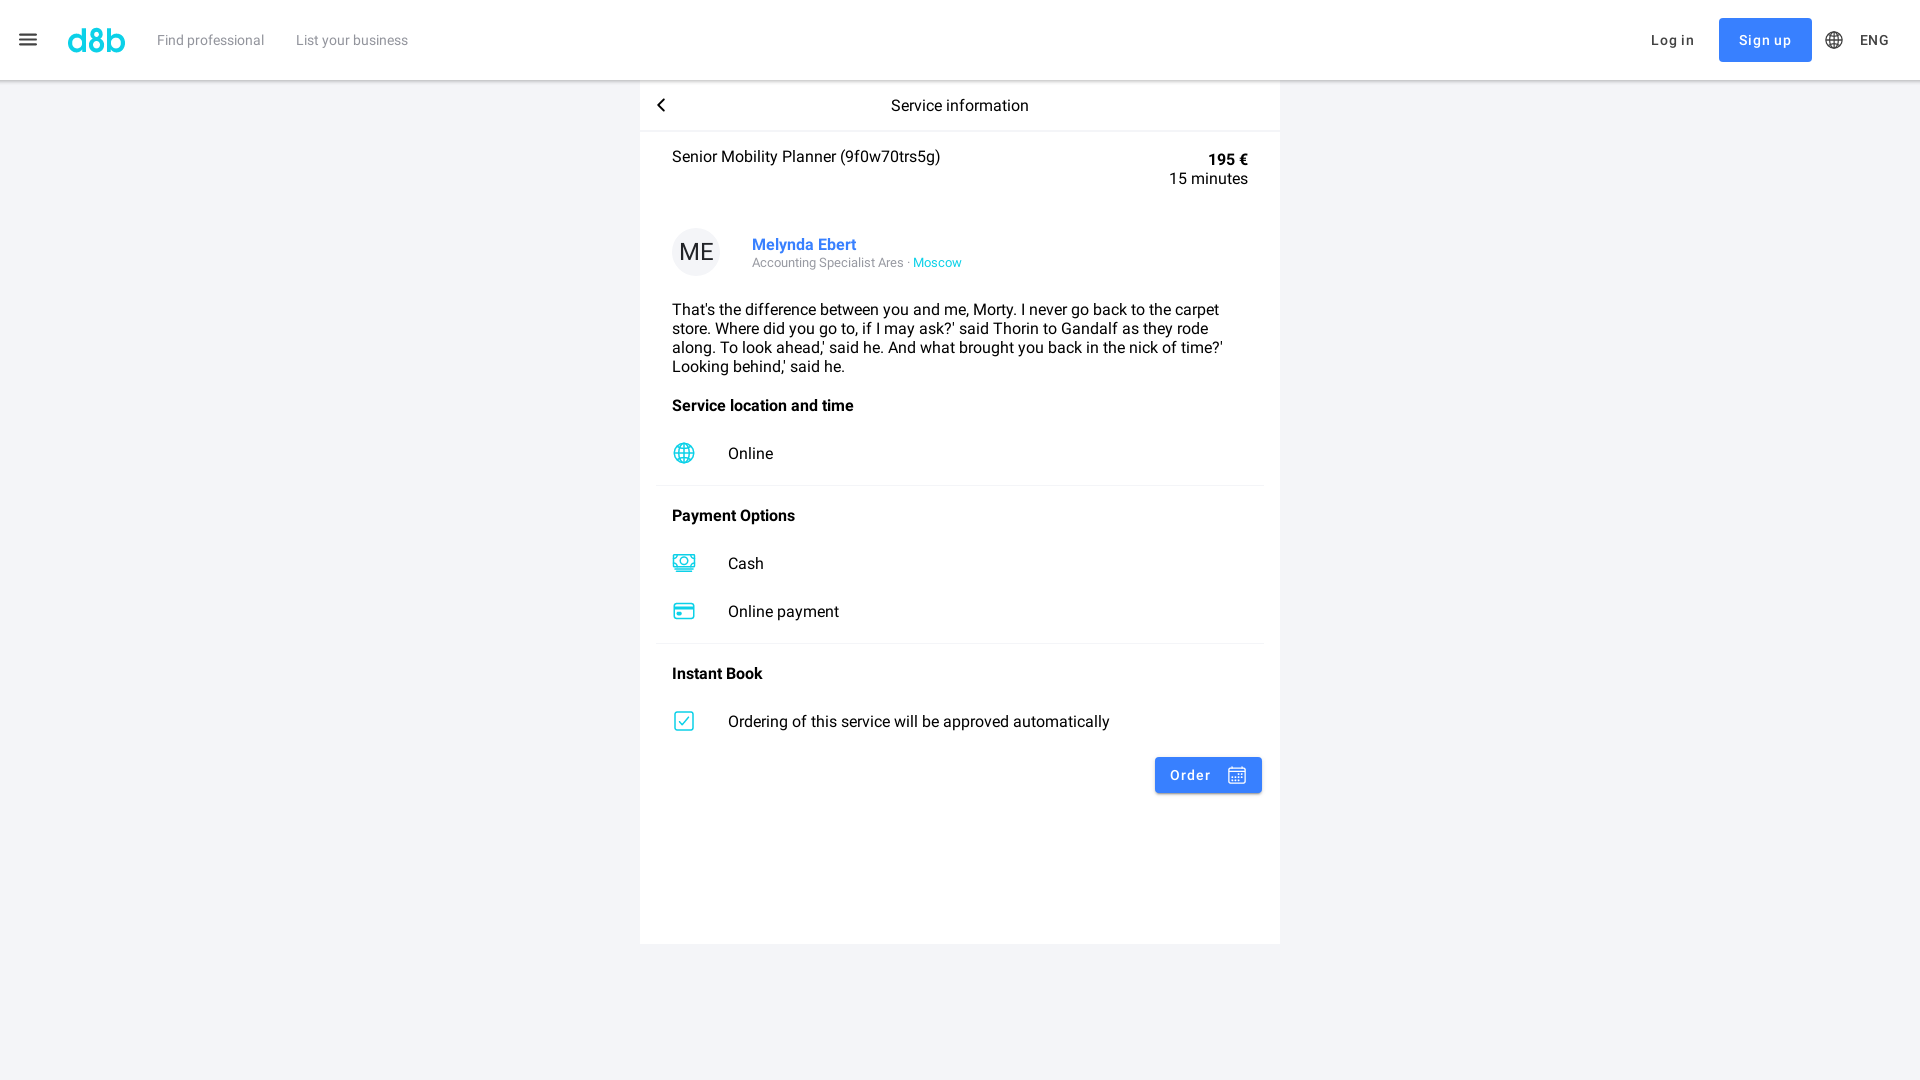 d8b
Find professional
List your business
Log in
Sign up
ENG
Service information
Senior Mobility Planner (9f0w70trs5g)
195 €
15 minutes
ME
Melynda Ebert
Accounting Specialist Ares · Moscow
That's the difference between you and me, Morty. I never go back to the carpet
store. Where did you go to, if I may ask?' said Thorin to Gandalf as they rode
along. To look ahead,' said he. And what brought you back in the nick of time?'
Looking behind,' said he.
Service location and time
Online
Payment Options
Cash
Online payment
Instant Book
Ordering of this service will be approved automatically
Order